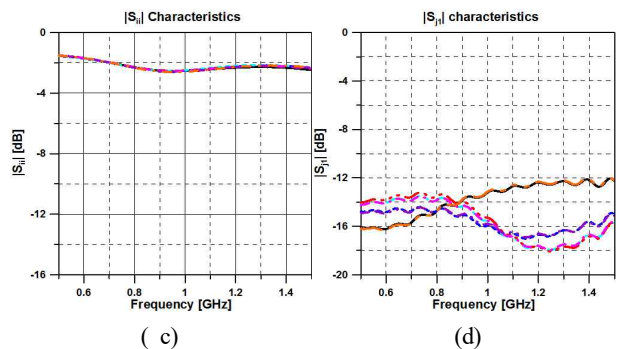 |Sii| Characteristics
|Sj1| characteristics
0
-4
-8
-12
-16
|Sii| [dB]
0.6
0.8
1
1.2
1.4
Frequency [GHz]
0
-4
-8
-12
-16
-20
|Sj1| [dB]
0.6
0.8
1
1.2
1.4
Frequency [GHz]
( c)
(d)